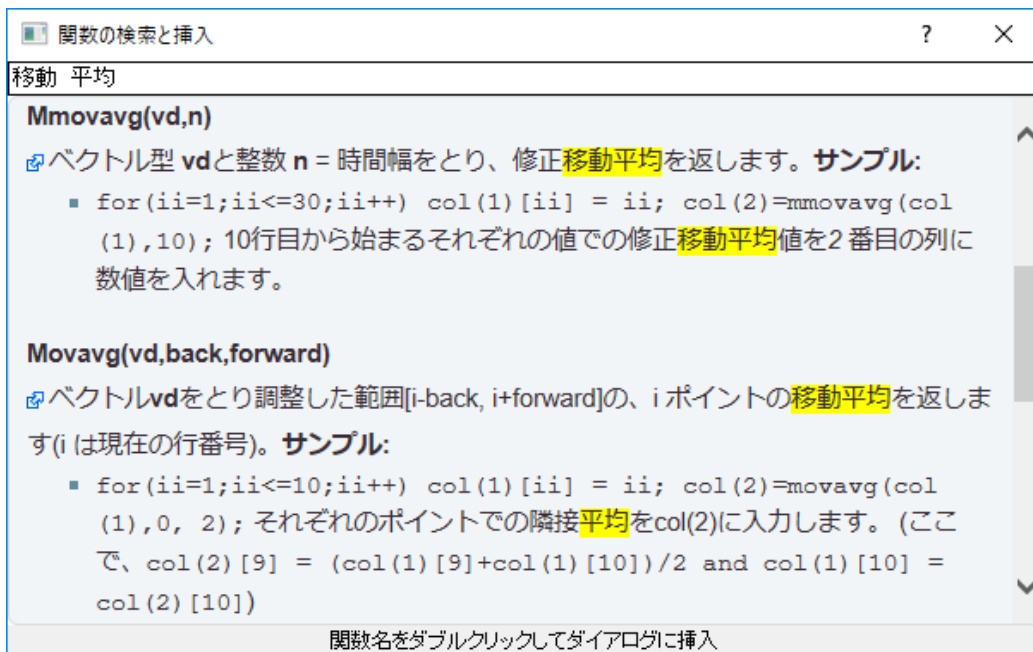 関数の検索と挿入
移動 平均
Mmovavg(vd,n)
ベクトル型 vdと整数 n = 時間幅をとり、修正移動平均を返します。サンプル:
for(ii=1;ii<=30;ii++) col(1)[ii] = ii; col(2)=mmovavg(col
(1),10); 10行目から始まるそれぞれの値での修正移動平均値を2 番目の列に
数値を入れます。
Movavg(vd,back,forward)
ベクトルvdをとり調整した範囲[i-back, i+forward]の、i ポイントの移動平均を返しま
す(i は現在の行番号)。サンプル:
for(ii=1;ii<=10;ii++) col(1)[ii] = ii; col(2)=movavg(col
(1),0, 2); それぞれのポイントでの隣接平均をcol(2)に入力します。 (ここ
で、col(2)[9] = (col(1)[9]+col(1)[10])/2 and col(1)[10] =
col(2)[10])
関数名をダブルクリックしてダイアログに挿入